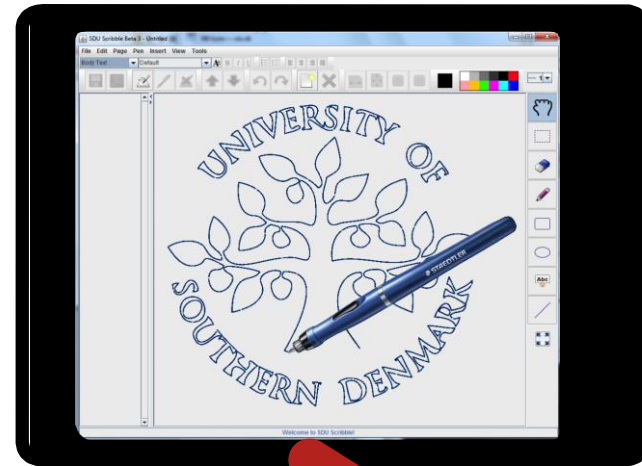 SDU Scribble Beta 3 - Untitled
File Edit Page Pen Insert View Tools
Body Text Default
Abc
UNIVERSITY OF
SOUTHERN DENMARK
STAEDTLER
Welcome to SDU Scribble!